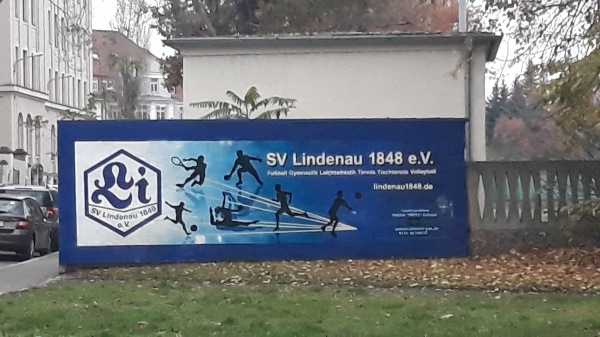 Li
SV Lindenau 1848
e.V.
SV Lindenau 1848 e.V.
Fußball Gymnastik Leichtathletik Tennis Tischtennis Volleyball
lindenau1848.de